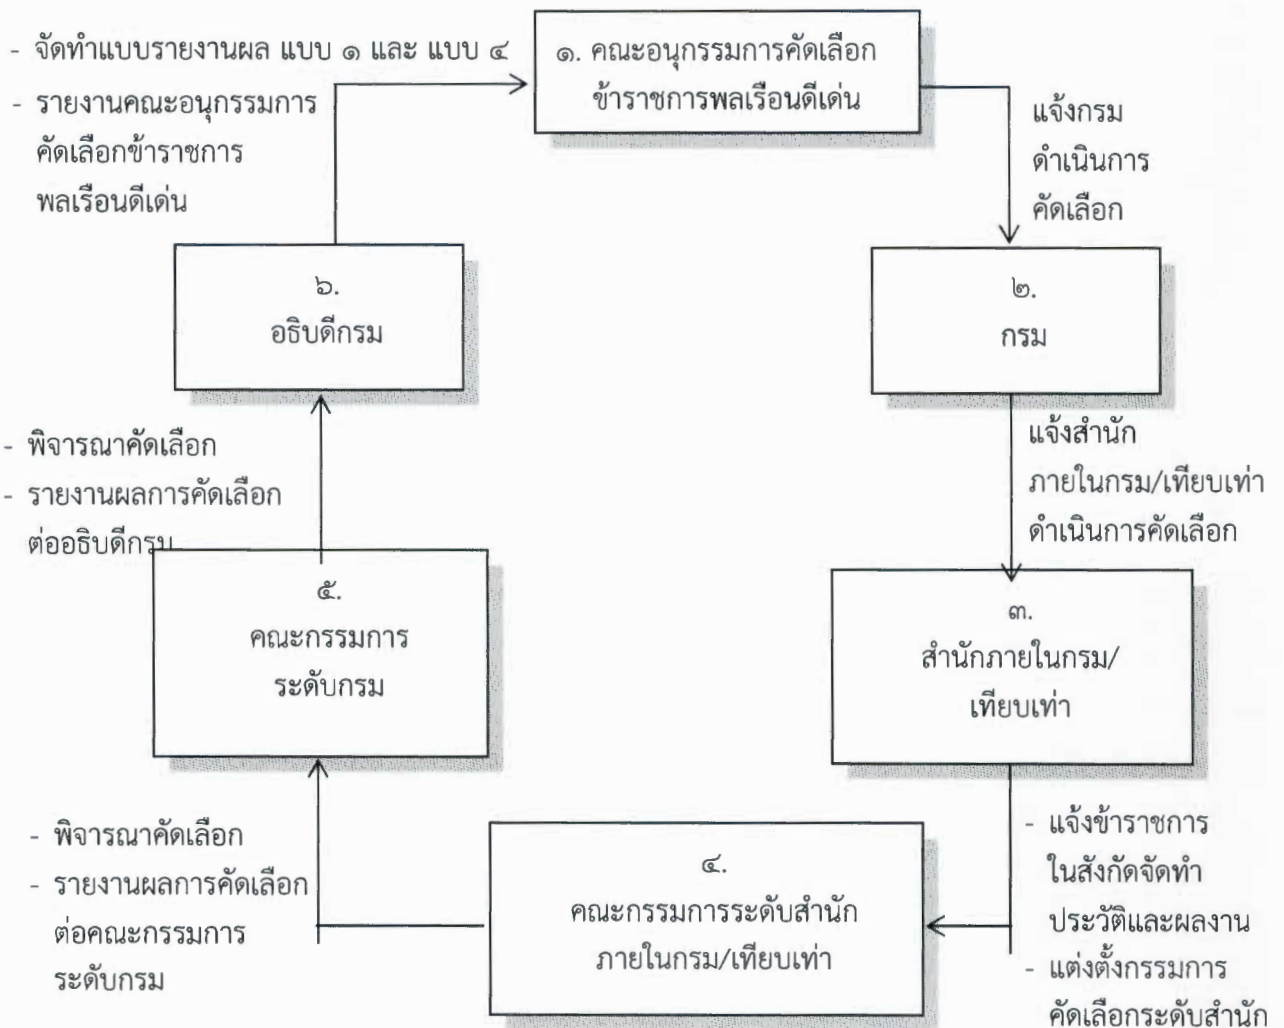 - จัดทำแบบรายงานผล แบบ ๑ และ แบบ ๔
- รายงานคณะอนุกรรมการ
คัดเลือกข้าราชการ
พลเรือนดีเด่น
๑. คณะอนุกรรมการคัดเลือก
ข้าราชการพลเรือนดีเด่น
แจ้งกรม
ดำเนินการ
คัดเลือก
๒.
กรม
แจ้งสำนัก
ภายในกรม/เทียบเท่า
ดำเนินการคัดเลือก
๓.
สำนักภายในกรม/
เทียบเท่า
- แจ้งข้าราชการ
ในสังกัดจัดทำ
ประวัติและผลงาน
- แต่งตั้งกรรมการ
คัดเลือกระดับสำนัก
๔.
คณะกรรมการระดับสำนัก
ภายในกรม/เทียบเท่า
- พิจารณาคัดเลือก
- รายงานผลการคัดเลือก
ต่อคณะกรรมการ
ระดับกรม
๕.
คณะกรรมการ
ระดับกรม
- พิจารณาคัดเลือก
- รายงานผลการคัดเลือก
ต่ออธิบดีกรม
๖.
อธิบดีกรม